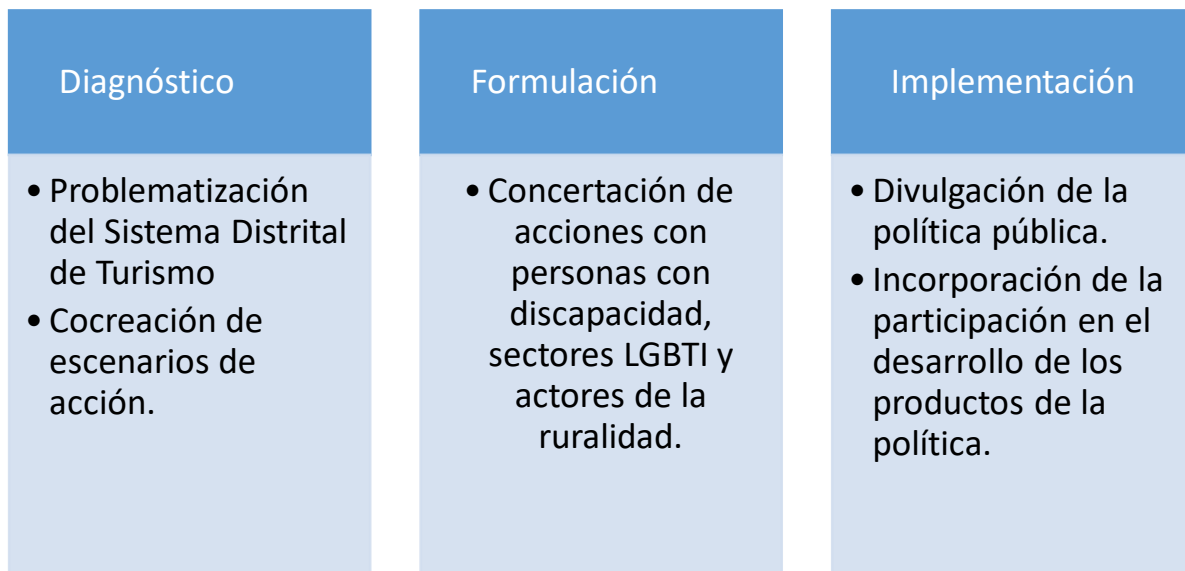 Diagnóstico
• Problematización
del Sistema Distrital
de Turismo
• Cocreación de
escenarios de
acción.
Formulación
• Concertación de
acciones con
personas con
discapacidad,
sectores LGBTI y
actores de la
ruralidad.
Implementación
• Divulgación de la
política pública.
• Incorporación de la
participación en el
desarrollo de los
productos de la
política.